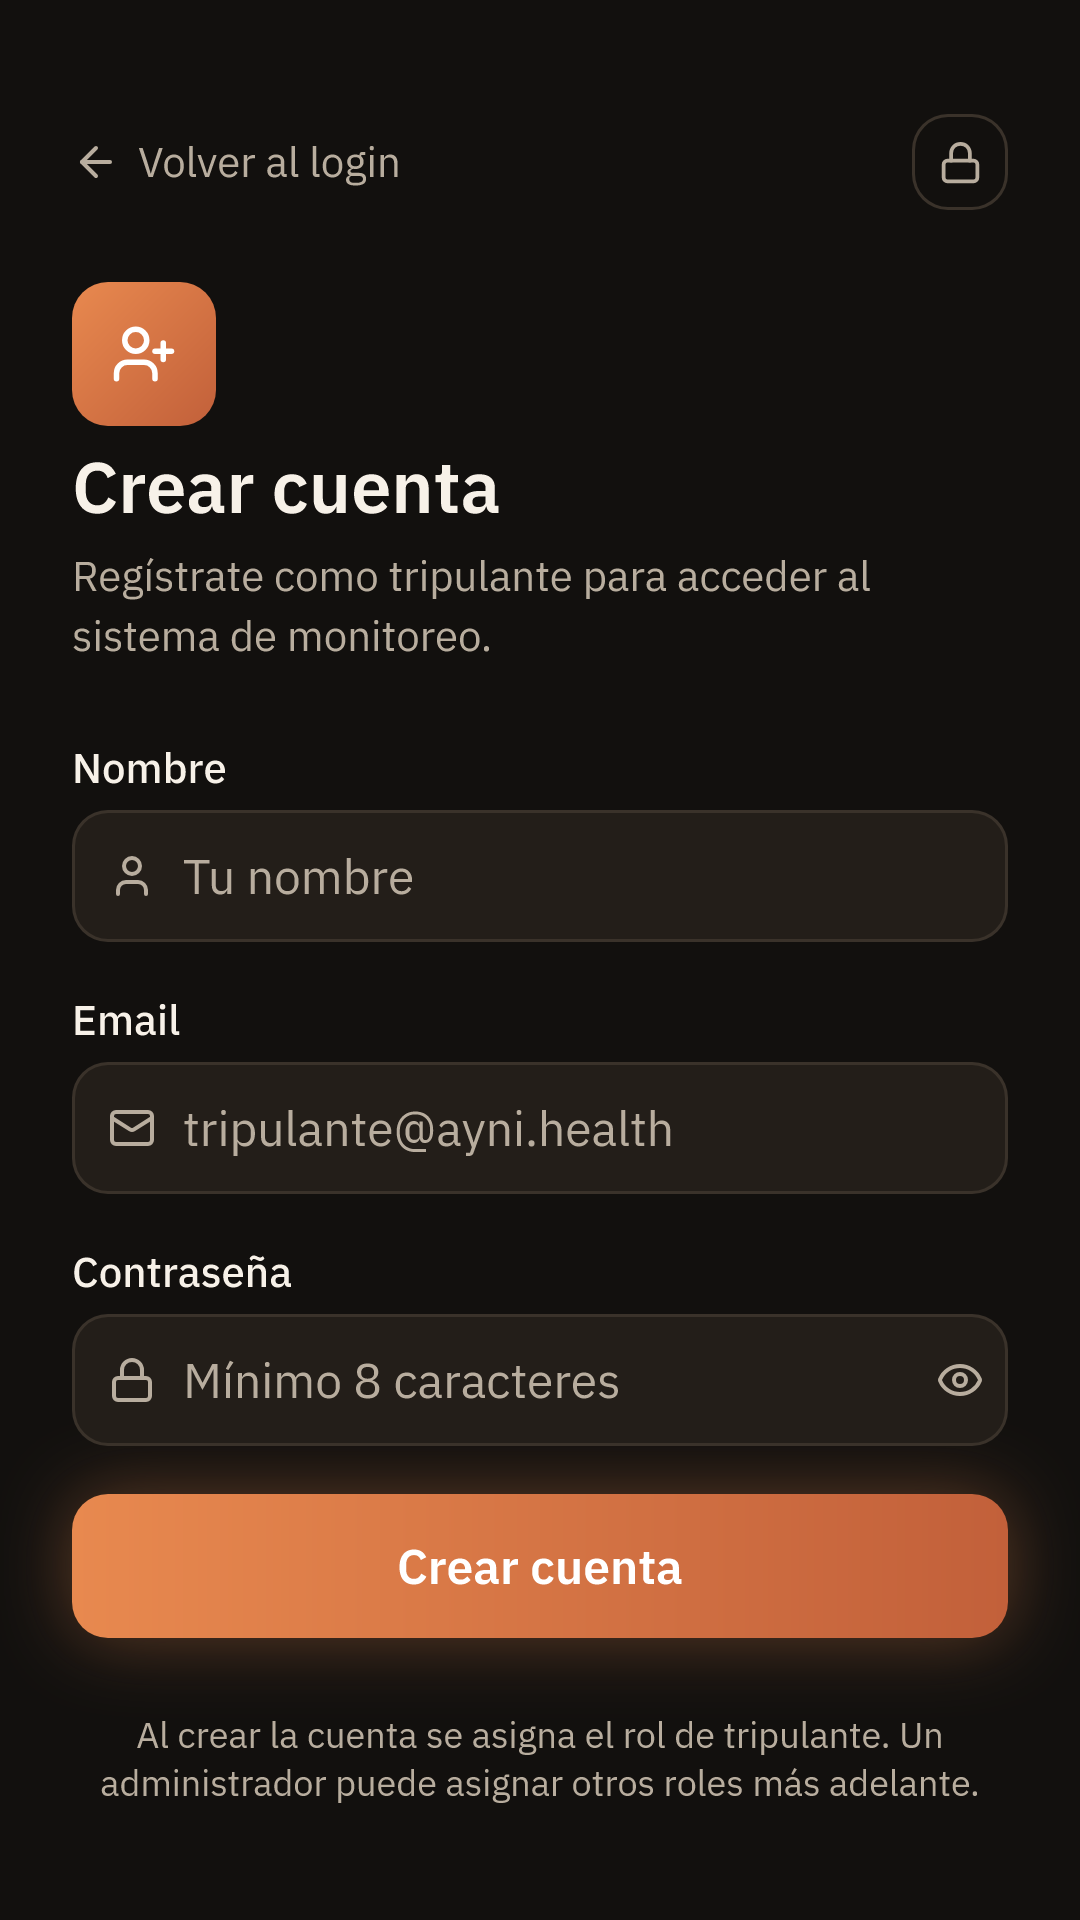 Volver al login
Crear cuenta
Regístrate como tripulante para acceder al
sistema de monitoreo.
Nombre
Tu nombre
Email
tripulante@ayni.health
Contraseña
Mínimo 8 caracteres
Crear cuenta
Al crear la cuenta se asigna el rol de tripulante. Un
administrador puede asignar otros roles más adelante.